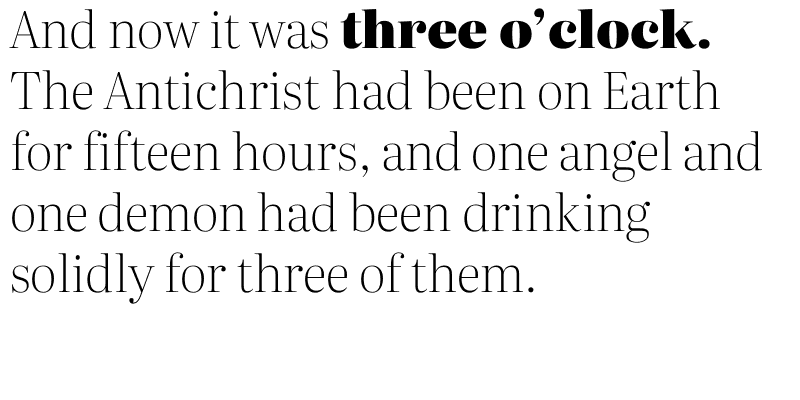 And now it was three o’clock.
The Antichrist had been on Earth
for fifteen hours, and one angel and
one demon had been drinking
solidly for three of them.